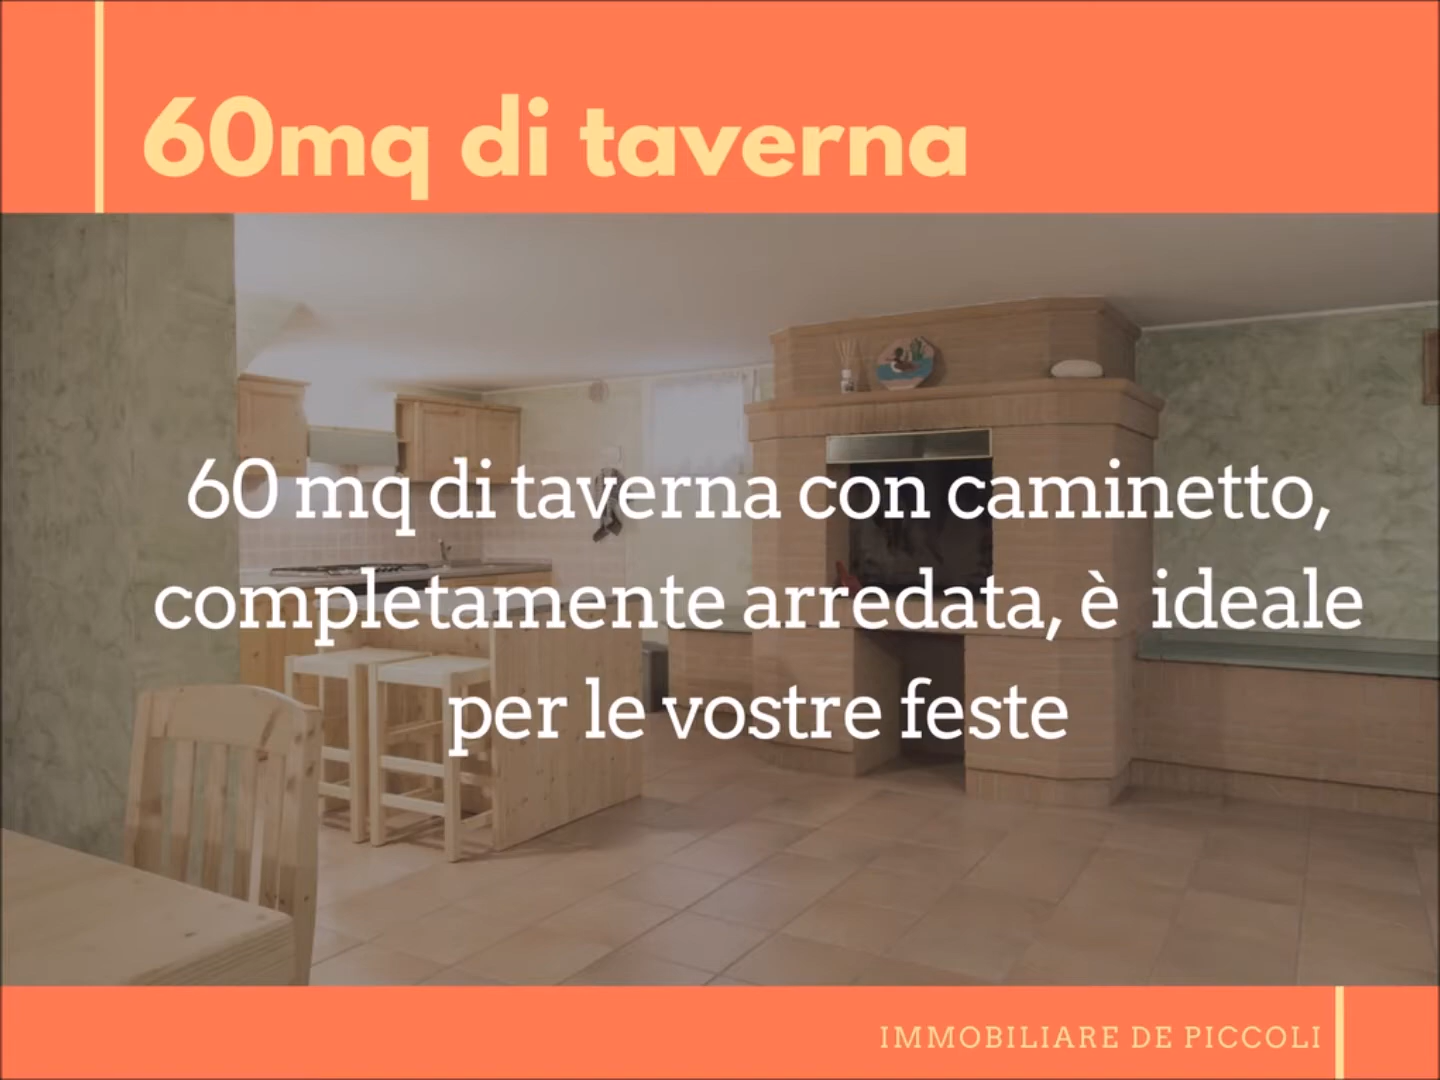 60mq di taverna
60 mq di taverna con caminetto,
completamente arredata, è ideale
per le vostre feste
IMMOBILIARE DE PICCOLI